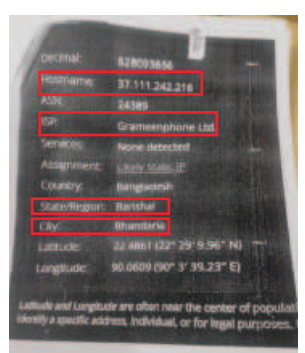 Decimal: 628093656
Hostname: 37.111.242.216
ASN: 24389
ISP: Grameenphone Ltd
Services: None detected
Assignment: Likely Static IP
Country: Bangladesh
State/Region: Barishal
City: Bhandaria
Latitude: 22.4861 (22° 29′ 9.96″ N)
Longitude: 90.0609 (90° 3′ 39.23″ E)
Latitude and Longitude are often near the center of populati
identify a specific address, individual, or for legal purposes.